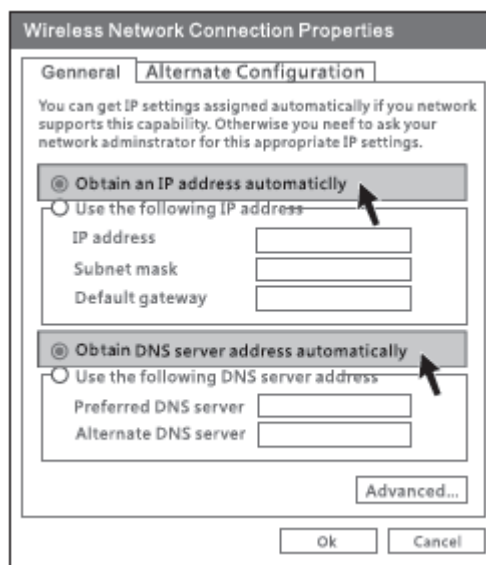 Wireless Network Connection Properties
Genneral
Alternate Configuration
You can get IP settings assigned automatically if you network
supports this capability. Otherwise you neef to ask your
network adminstrator for this appropriate IP settings.
Obtain an IP address automaticlly
Use the following IP address
IP address
Subnet mask
Default gateway
Obtain DNS server address automatically
Use the following DNS server address
Preferred DNS server
Alternate DNS server
Advanced...
Ok
Cancel